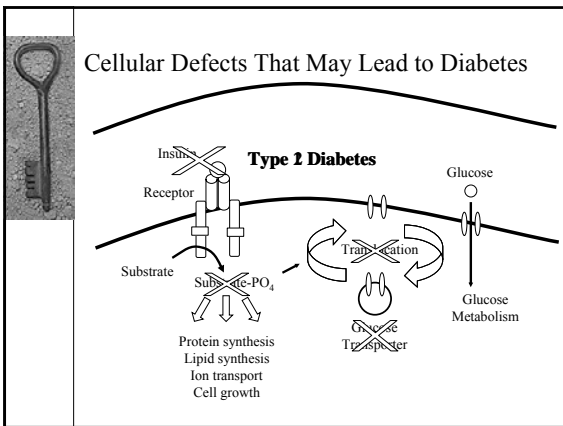 Cellular Defects That May Lead to Diabetes
Insulin
Type 2 Diabetes
Glucose
Receptor
Translocation
Substrate
Substrate-PO4
Glucose
Metabolism
Glucose
Transporter
Protein synthesis
Lipid synthesis
Ion transport
Cell growth